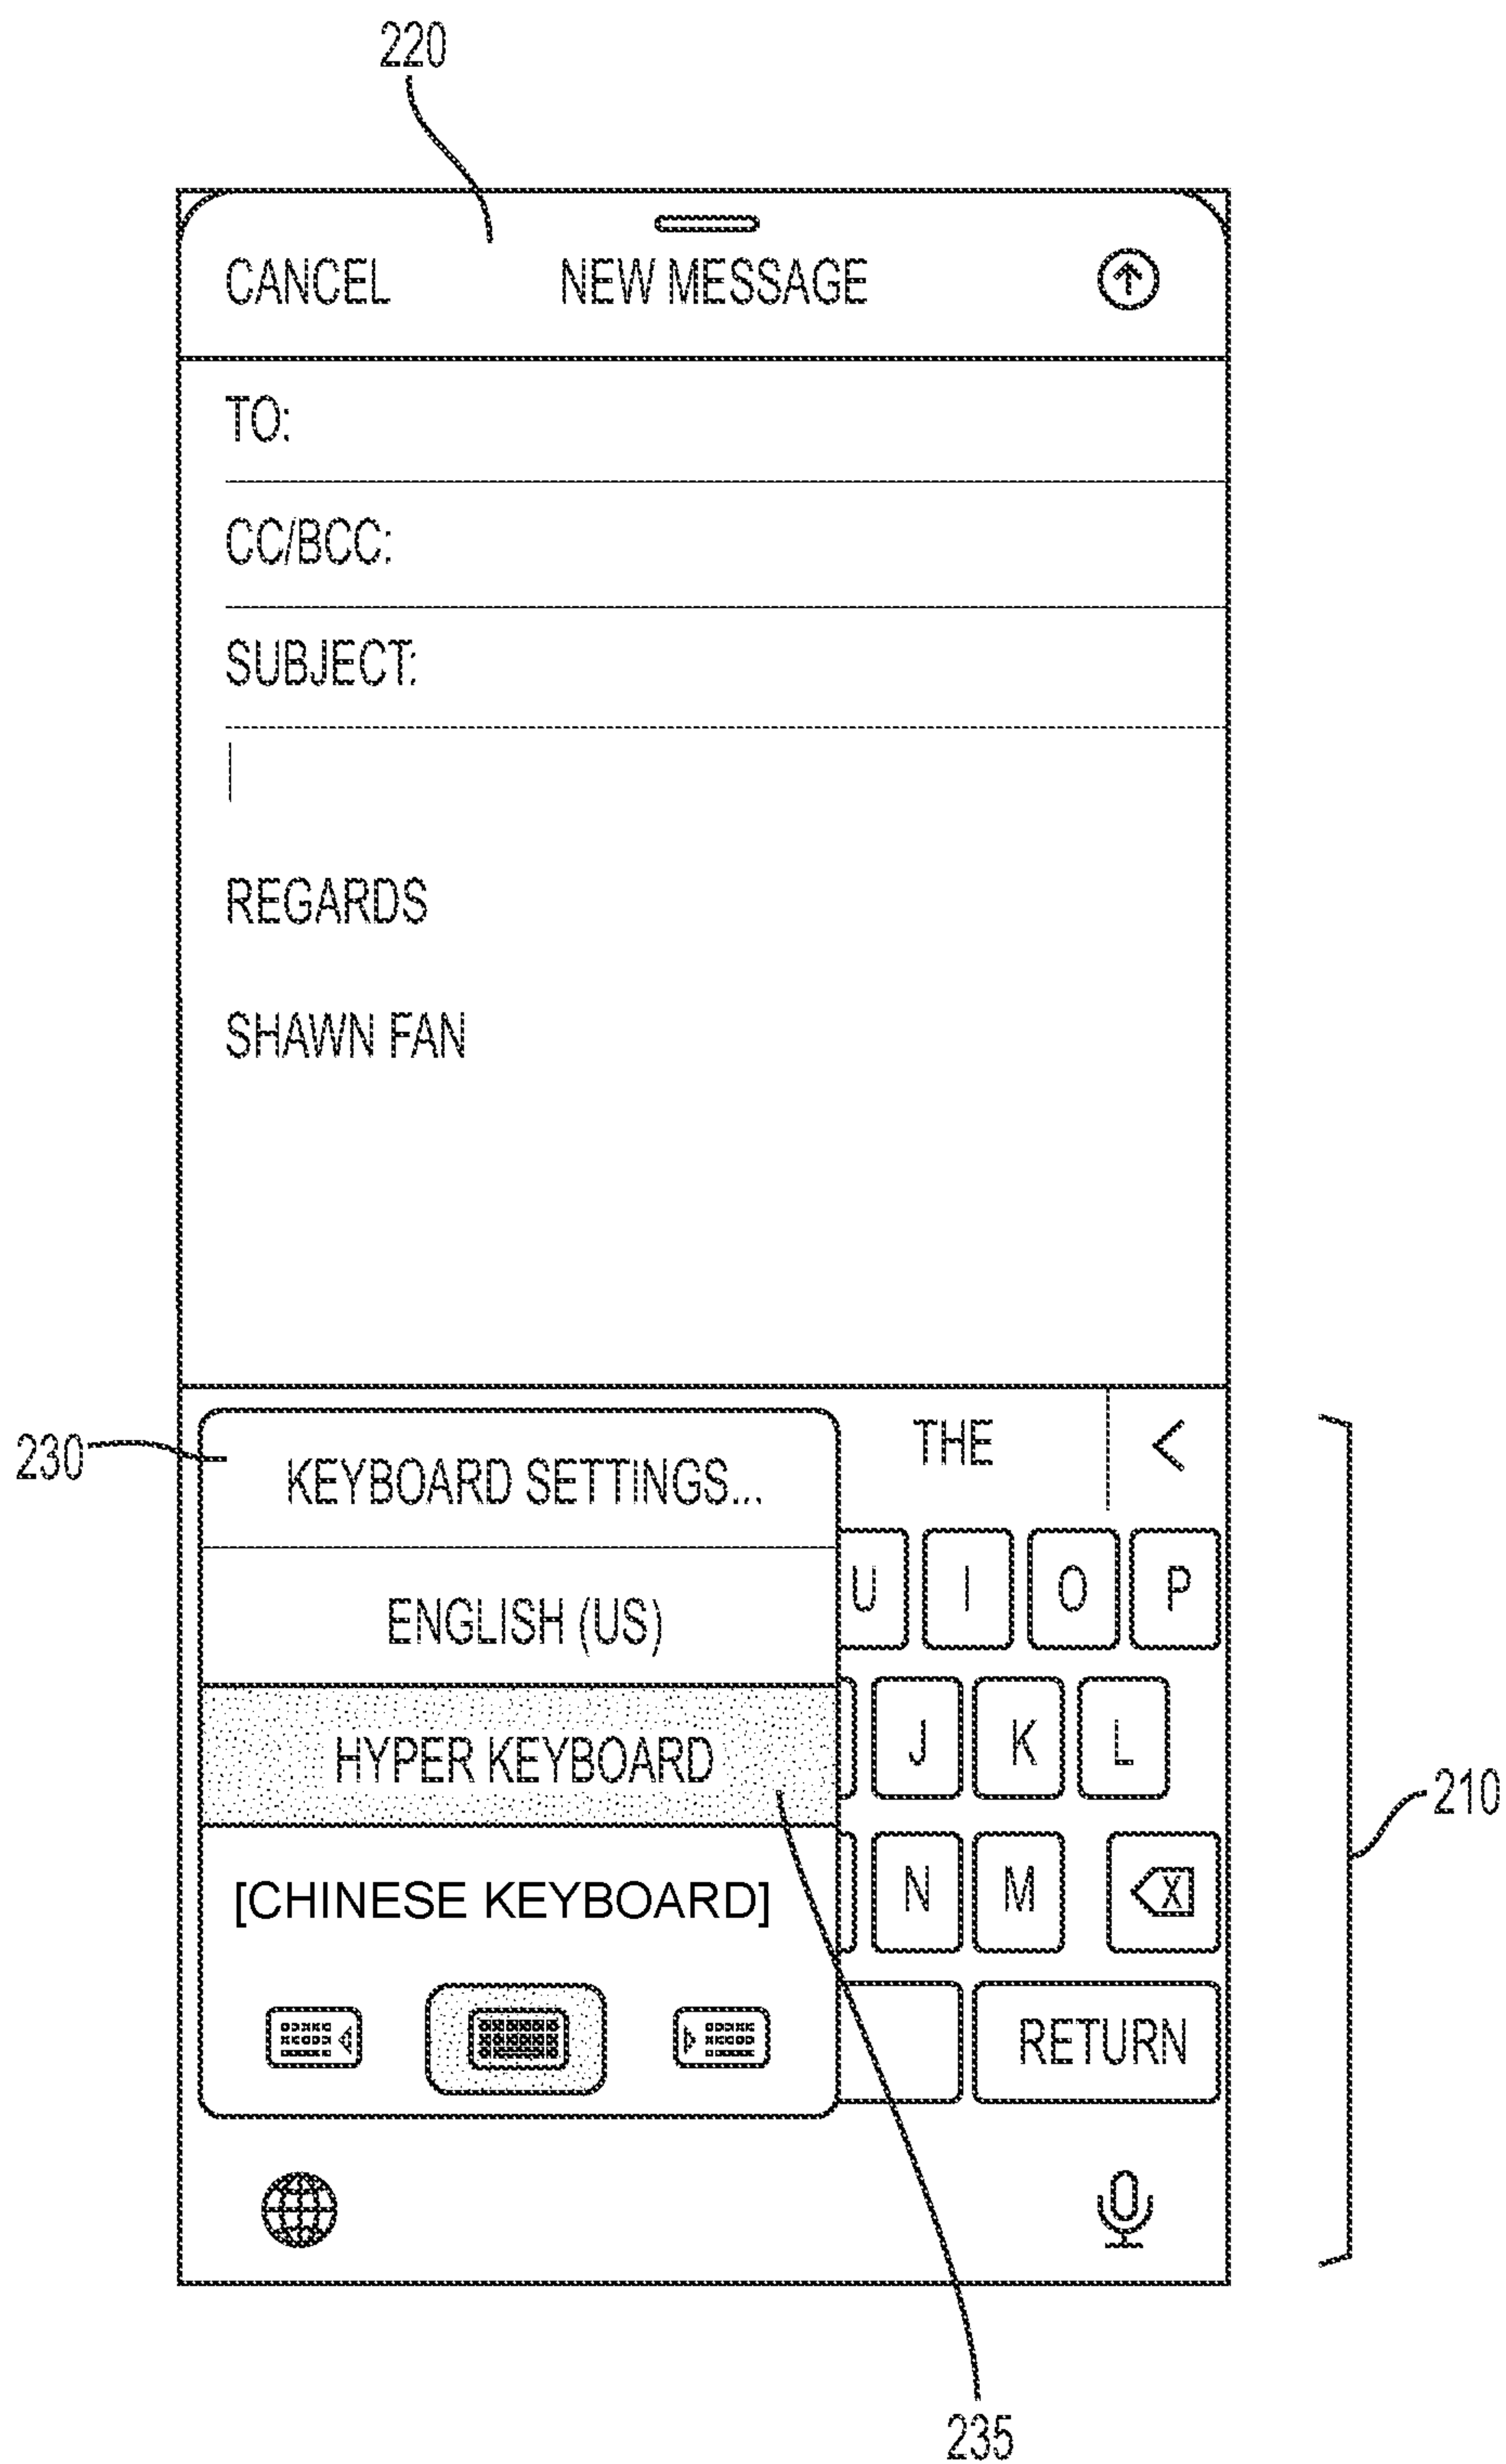 220
CANCEL NEW MESSAGE
TO:
CC/BCC:
SUBJECT:
REGARDS
SHAWN FAN
230
KEYBOARD SETTINGS...
THE <
ENGLISH (US)
U I O P
HYPER KEYBOARD
J K L
210
[CHINESE KEYBOARD]
N M X
RETURN
235